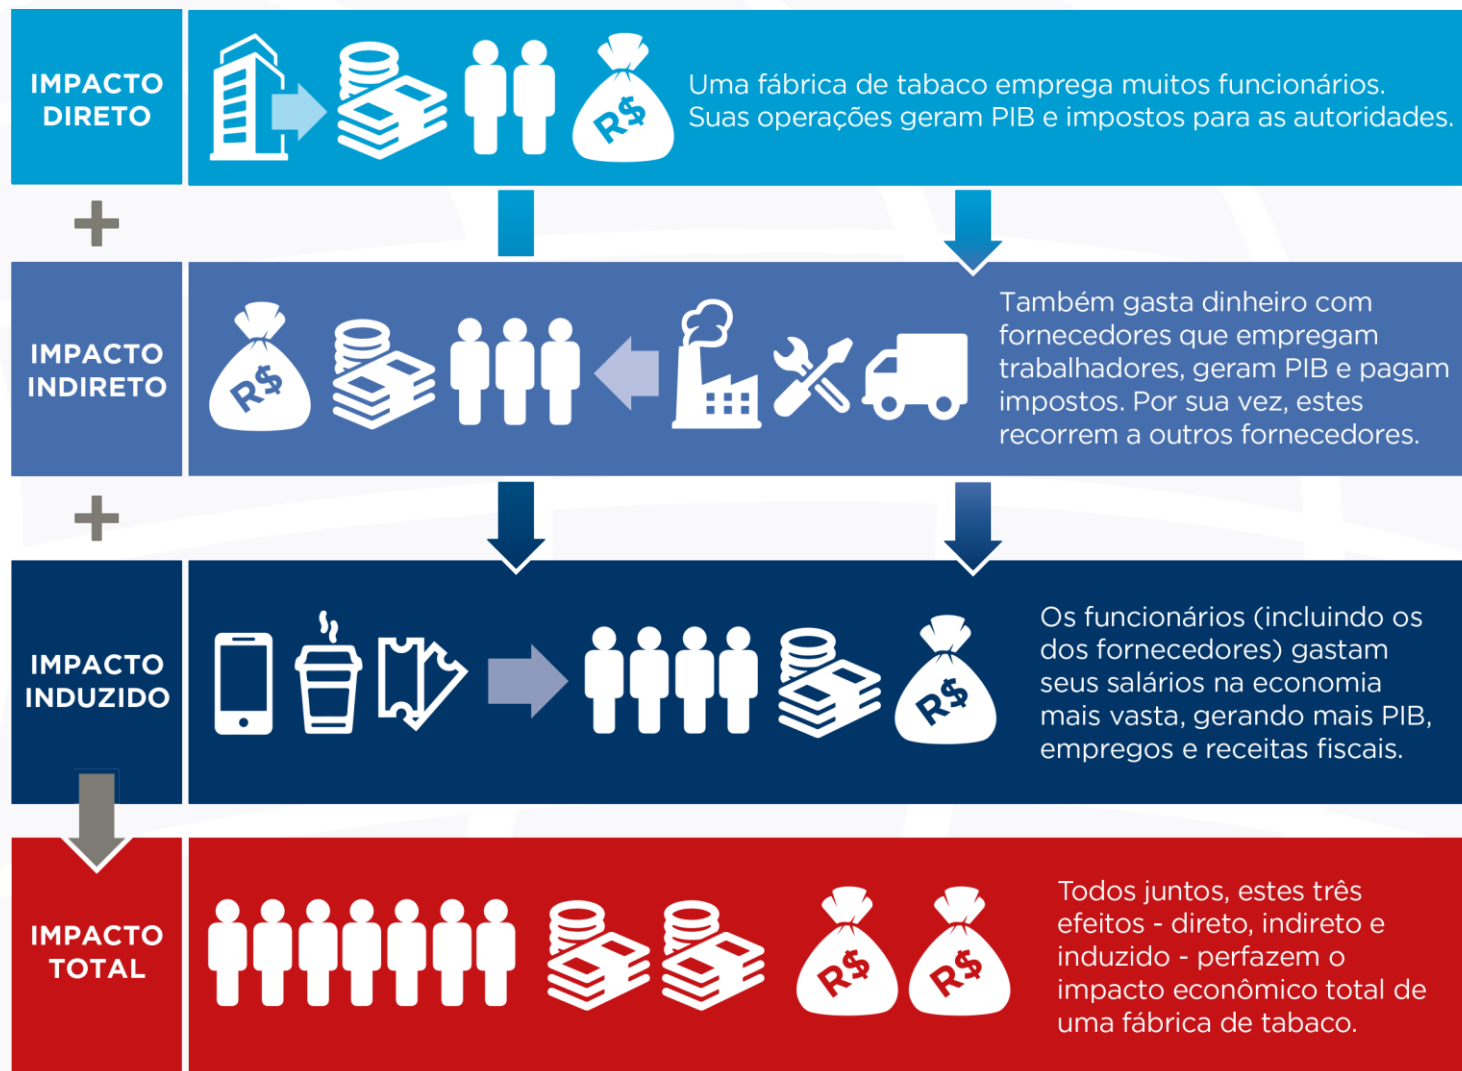 IMPACTO
DIRETO
R$
Uma fábrica de tabaco emprega muitos funcionários.
Suas operações geram PIB e impostos para as autoridades.
+
IMPACTO
INDIRETO
R$
Também gasta dinheiro com
fornecedores que empregam
trabalhadores, geram PIB e pagam
impostos. Por sua vez, estes
recorrem a outros fornecedores.
+
IMPACTO
INDUZIDO
R$
Os funcionários (incluindo os
dos fornecedores) gastam
seus salários na economia
mais vasta, gerando mais PIB,
empregos e receitas fiscais.
IMPACTO
TOTAL
R$
R$
Todos juntos, estes três
efeitos - direto, indireto e
induzido - perfazem o
impacto econômico total de
uma fábrica de tabaco.